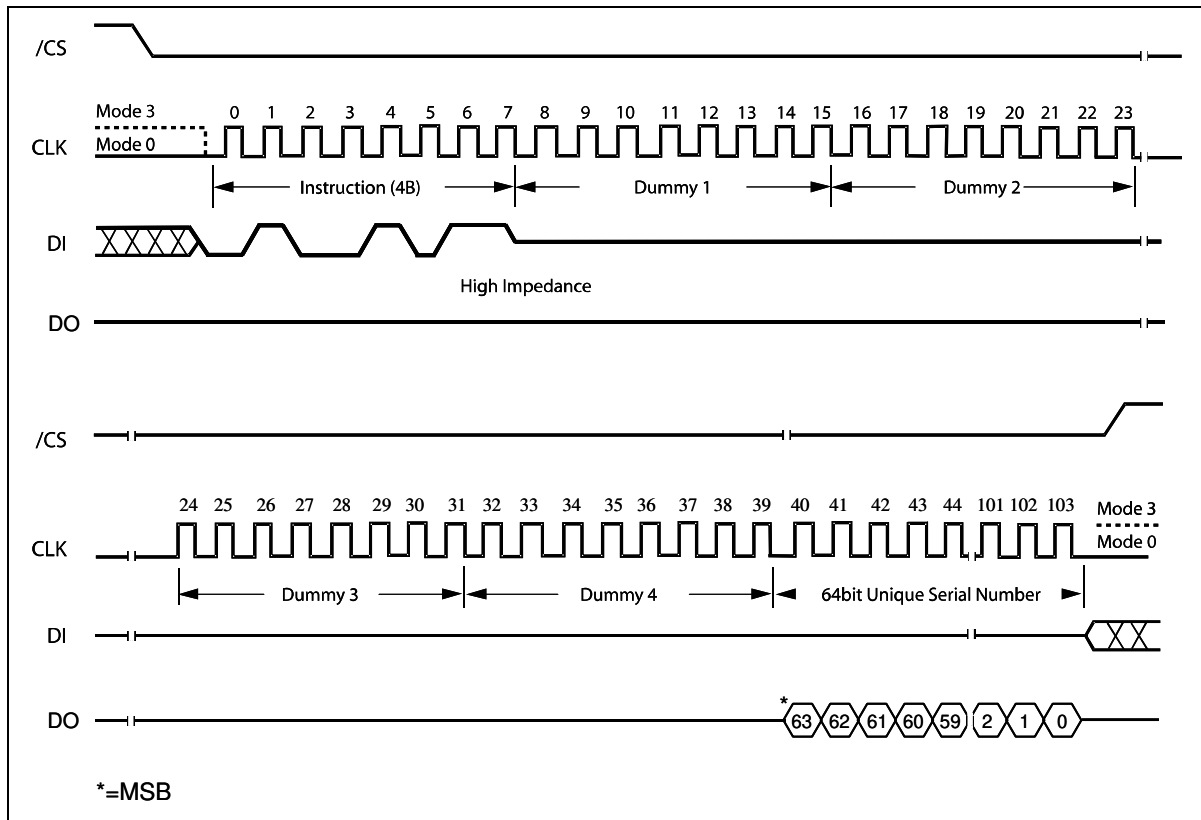 /CS
Mode 3
0 1 2 3 4 5 6 7 8 9 10 11 12 13 14 15 16 17 18 19 20 21 22 23
CLK
Mode 0
Instruction (4B) Dummy 1 Dummy 2
DI
High Impedance
DO
/CS
24 25 26 27 28 29 30 31 32 33 34 35 36 37 38 39 40 41 42 43 44 101 102 103
Mode 3
CLK
Mode 0
Dummy 3 Dummy 4 64bit Unique Serial Number
DI
*
DO 63 62 61 60 59 2 1 0
*=MSB